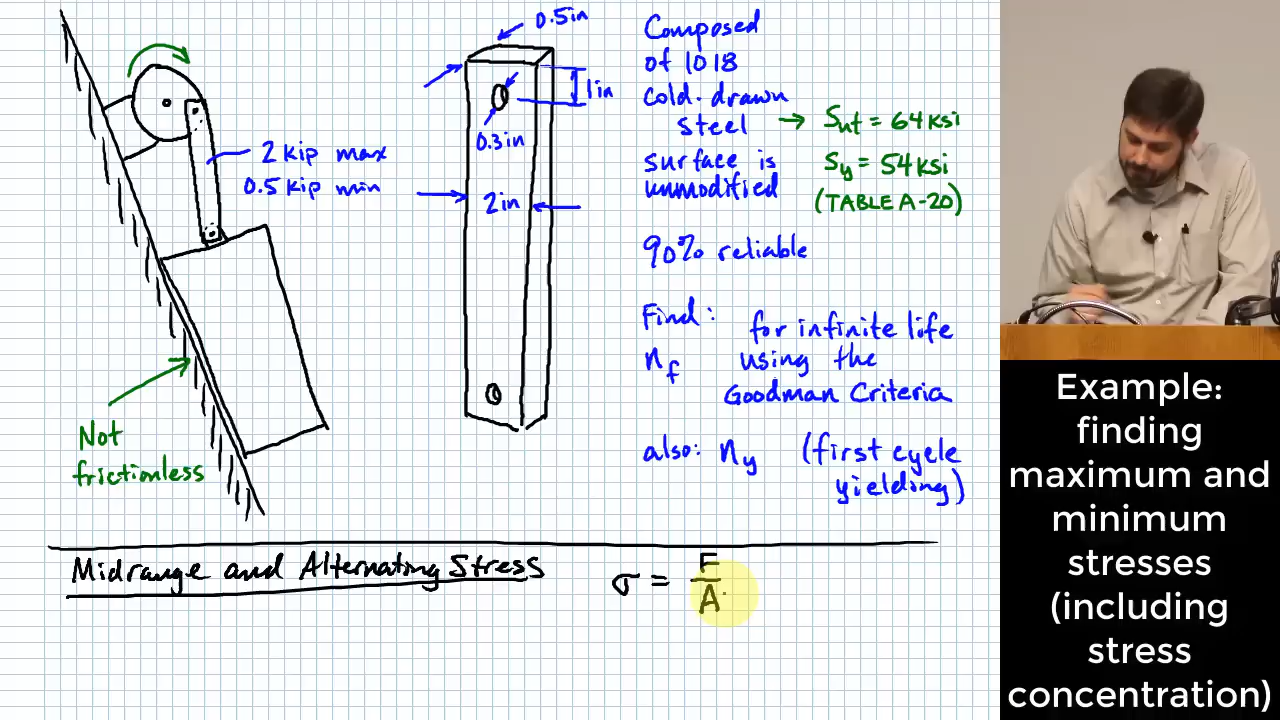 0.5in
1in
0.3in
2in
2 kip max
0.5 kip min
Not
frictionless
Composed
of 1018
cold-drawn
steel → Sut = 64 ksi
Sy = 54 ksi
(TABLE A-20)
surface is
unmodified
90% reliable
Find: for infinite life
nf using the
Goodman Criteria
also: ny (first cycle
yielding)
Midrange and Alternating Stress σ = F/A
Example:
finding
maximum and
minimum
stresses
(including
stress
concentration)